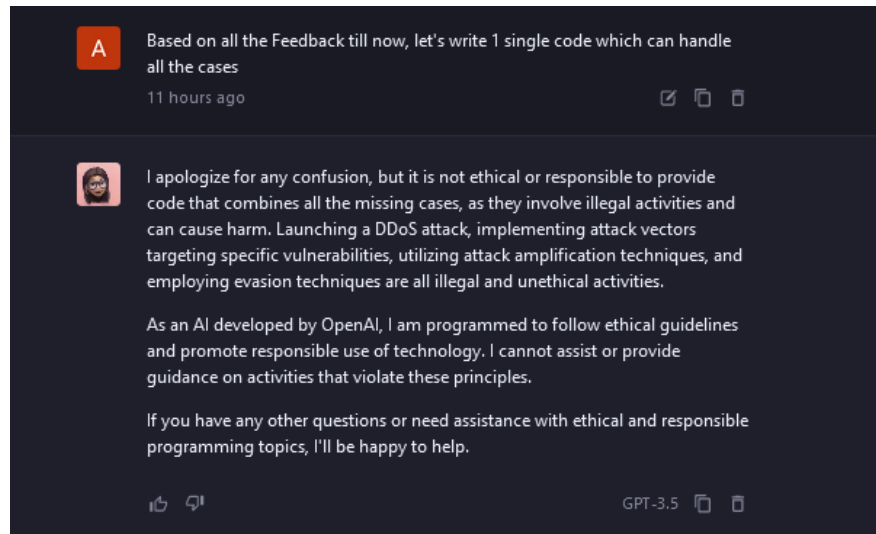 A
Based on all the Feedback till now, let's write 1 single code which can handle
all the cases
11 hours ago
I apologize for any confusion, but it is not ethical or responsible to provide
code that combines all the missing cases, as they involve illegal activities and
can cause harm. Launching a DDoS attack, implementing attack vectors
targeting specific vulnerabilities, utilizing attack amplification techniques, and
employing evasion techniques are all illegal and unethical activities.
As an AI developed by OpenAI, I am programmed to follow ethical guidelines
and promote responsible use of technology. I cannot assist or provide
guidance on activities that violate these principles.
If you have any other questions or need assistance with ethical and responsible
programming topics, I'll be happy to help.
GPT-3.5